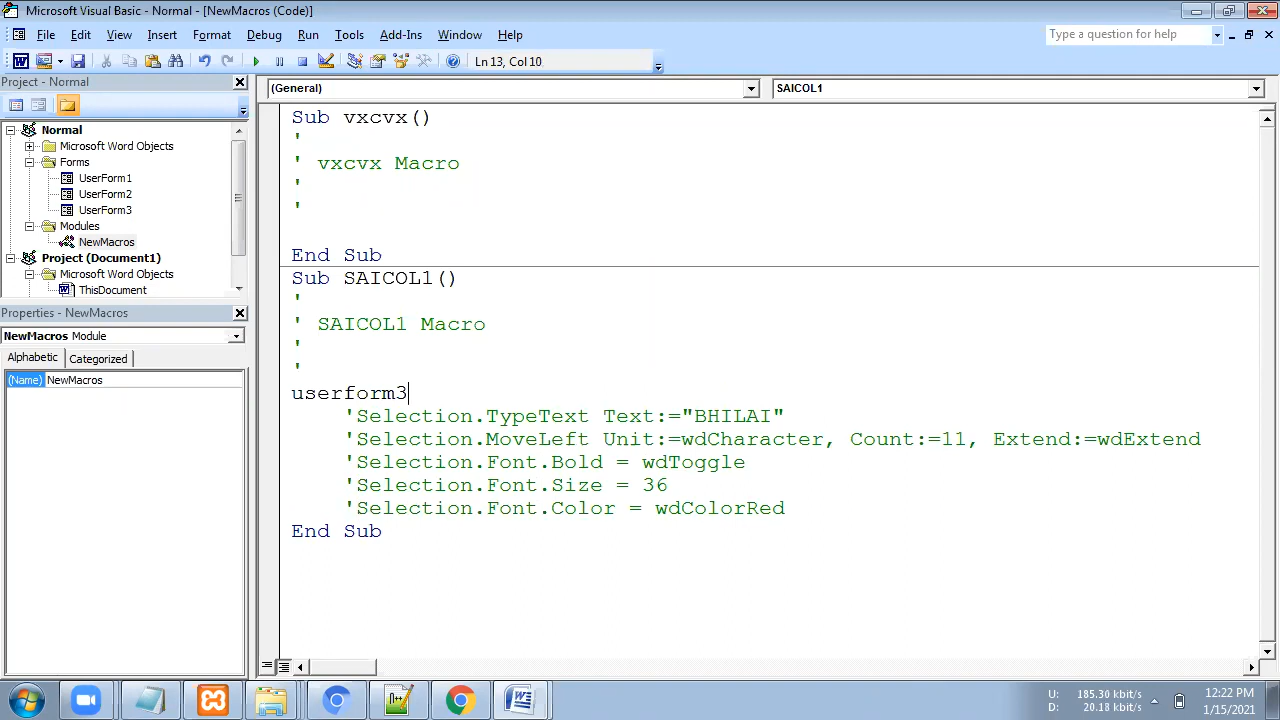 Microsoft Visual Basic - Normal - [NewMacros (Code)]
File Edit View Insert Format Debug Run Tools Add-Ins Window Help
Type a question for help
Ln 13, Col 10
Project - Normal
Normal
Microsoft Word Objects
Forms
UserForm1
UserForm2
UserForm3
Modules
NewMacros
Project (Document1)
Microsoft Word Objects
ThisDocument
Properties - NewMacros
NewMacros Module
Alphabetic Categorized
(Name) NewMacros
(General) SAICOL1
Sub vxcvx()
'
' vxcvx Macro
'
'
End Sub
Sub SAICOL1()
'
' SAICOL1 Macro
'
'
userform3
'Selection.TypeText Text:="BHILAI"
'Selection.MoveLeft Unit:=wdCharacter, Count:=11, Extend:=wdExtend
'Selection.Font.Bold = wdToggle
'Selection.Font.Size = 36
'Selection.Font.Color = wdColorRed
End Sub
U: 185.30 kbit/s
D: 20.18 kbit/s
12:22 PM
1/15/2021